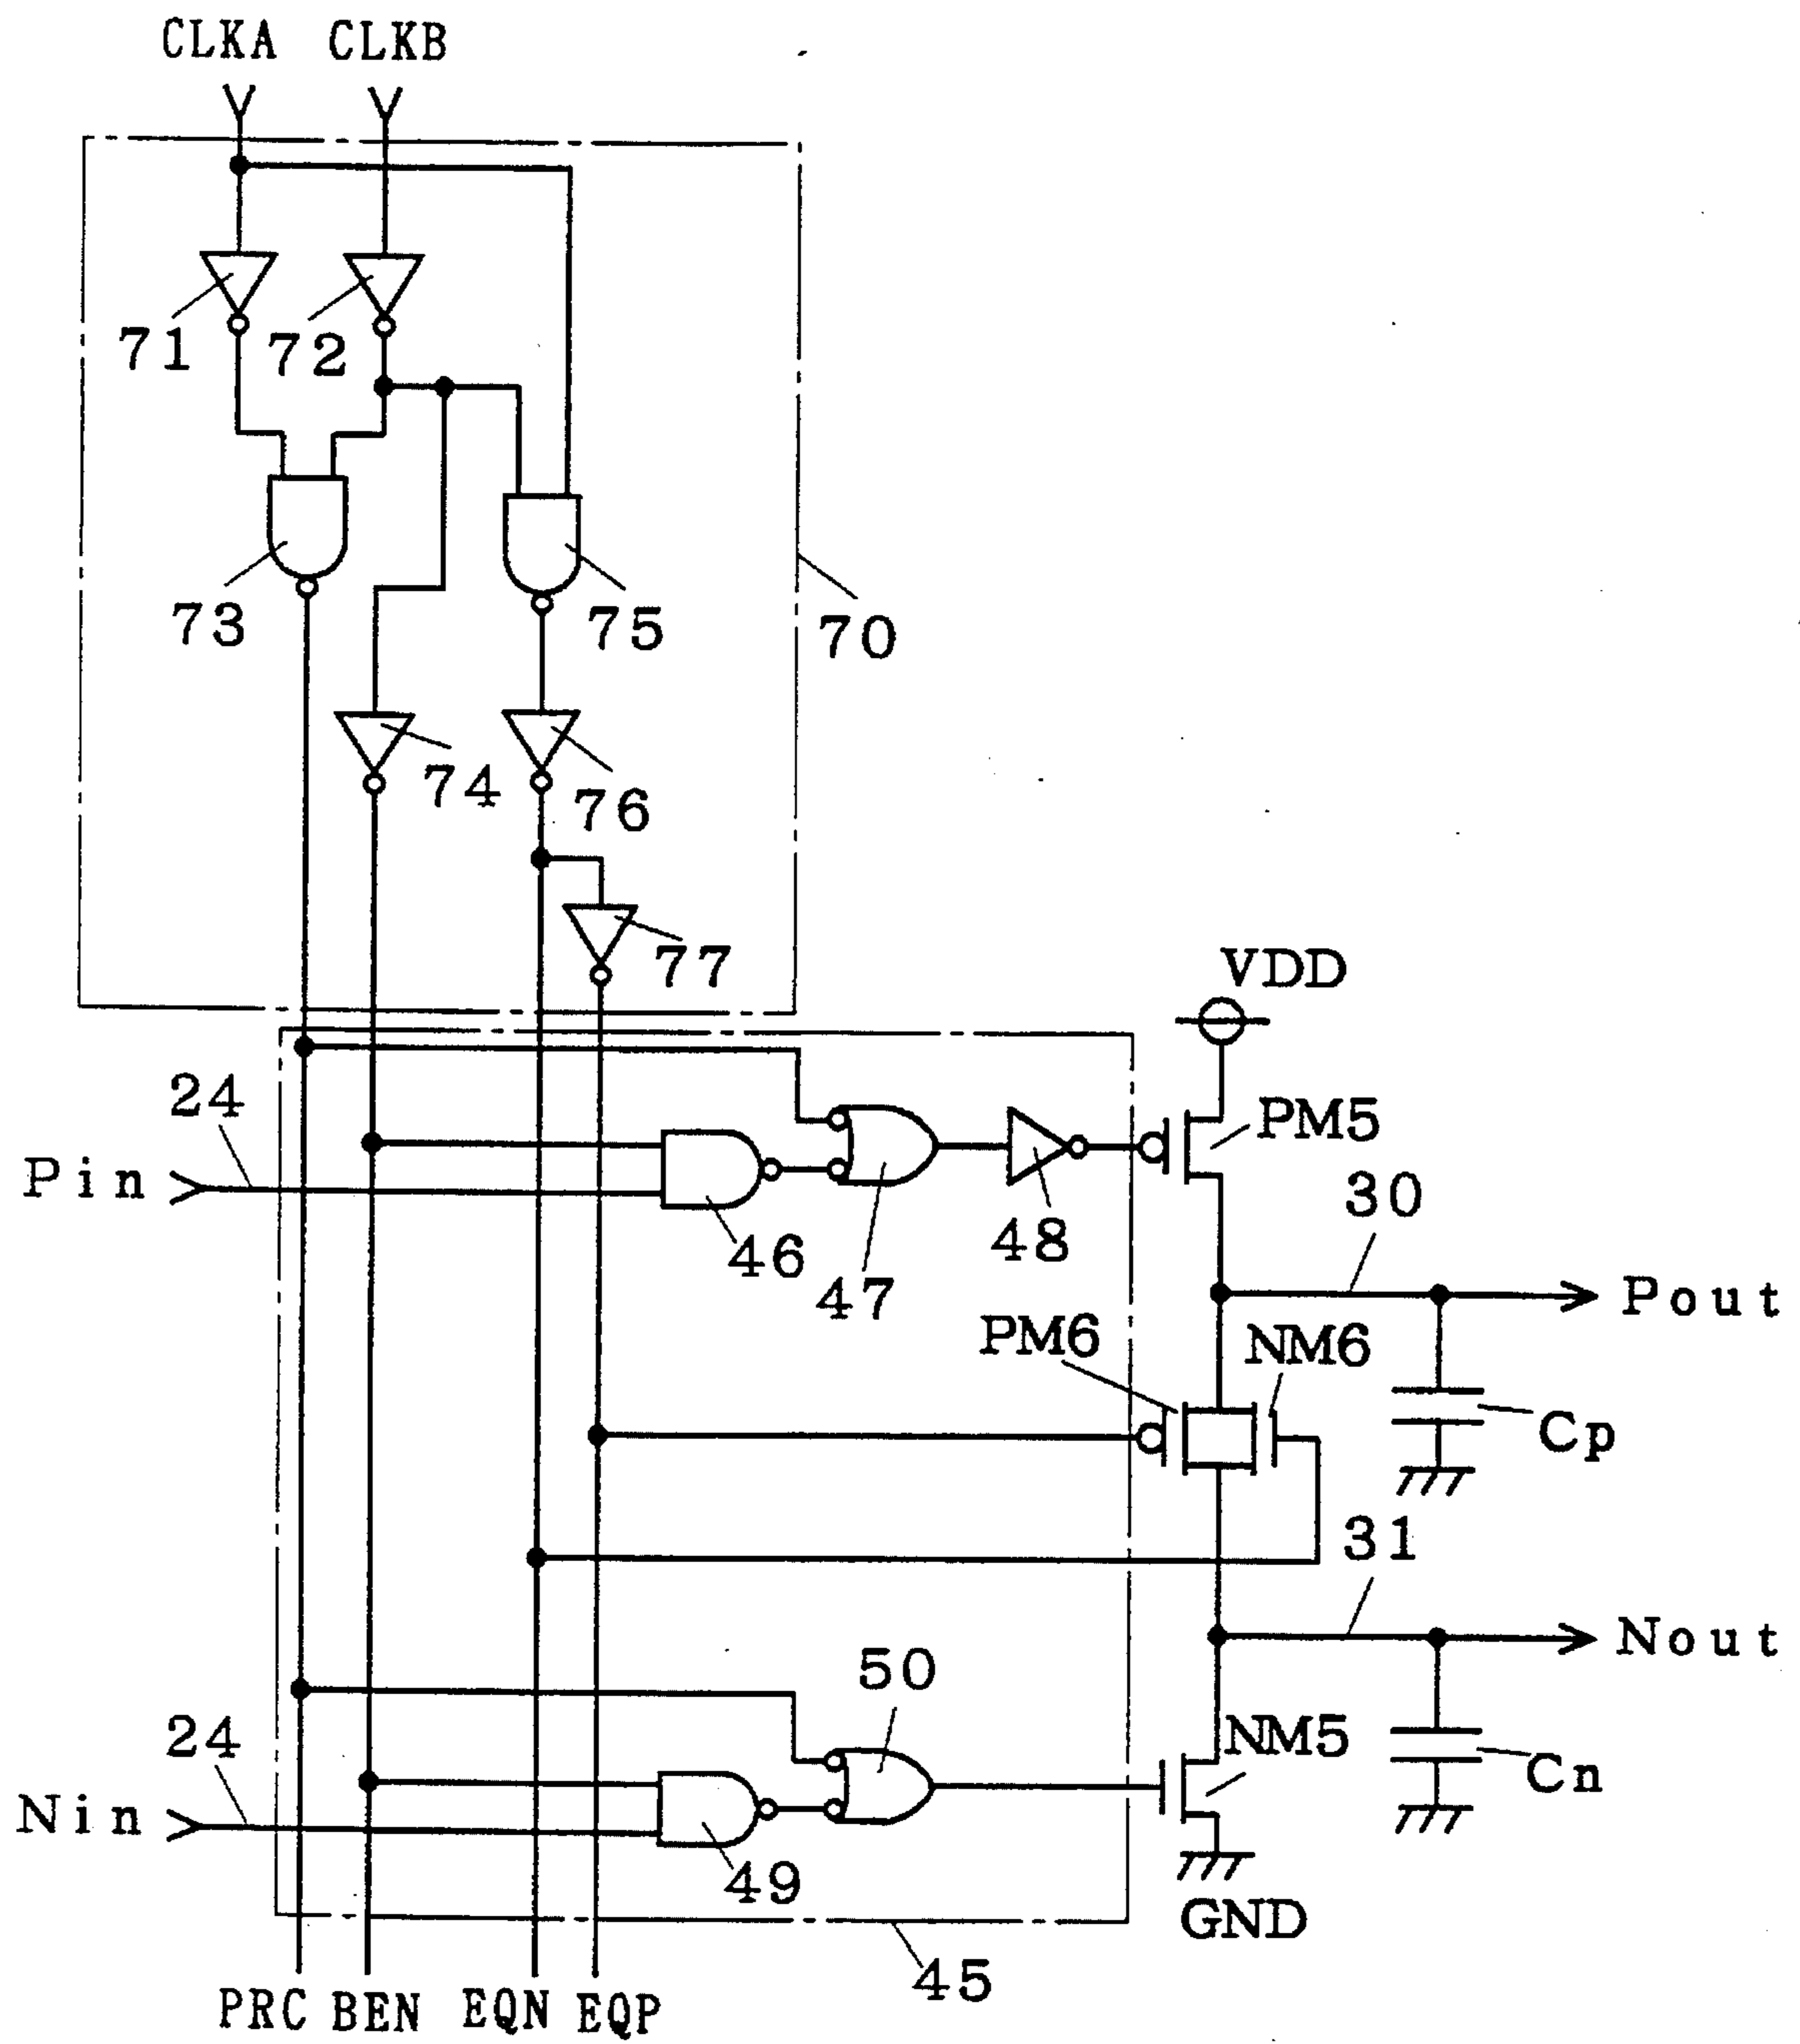 CLKA CLKB
71
72
73
75
70
74
76
77
VDD
24
PM5
Pin
30
46
48
47
Pout
PM6
NM6
Cp
31
Nout
50
24
NM5
Cn
Nin
49
GND
45
PRC BEN EQN EQP